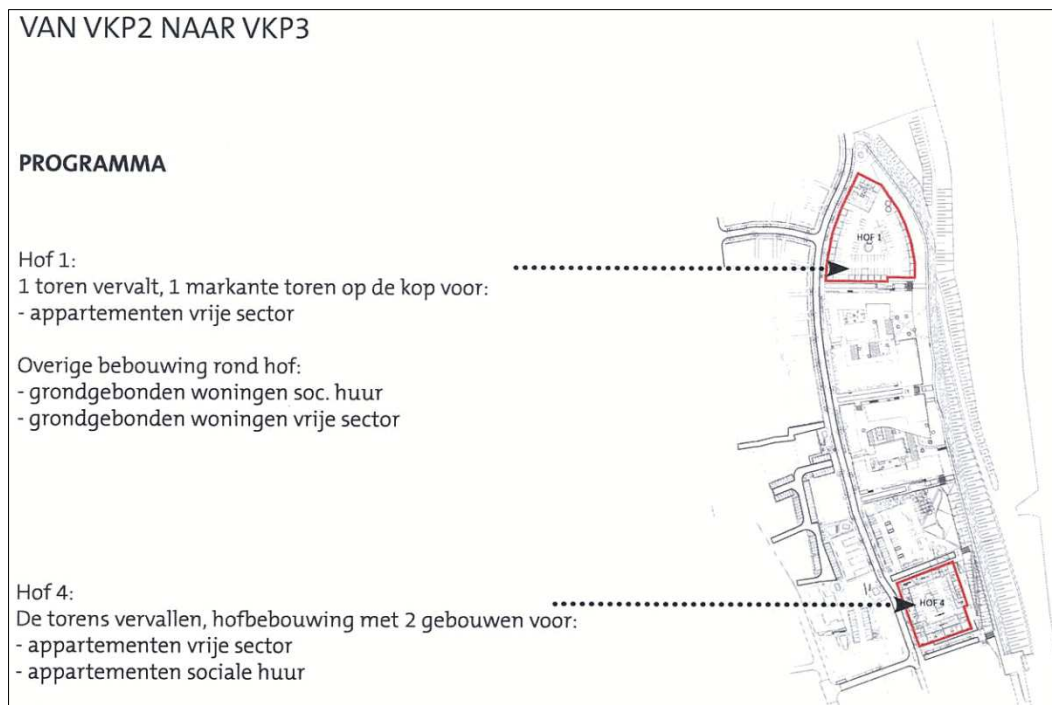 VAN VKP2 NAAR VKP3
PROGRAMMA
Hof 1:
1 toren vervalt, 1 markante toren op de kop voor:
- appartementen vrije sector
Overige bebouwing rond hof:
- grondgebonden woningen soc. huur
- grondgebonden woningen vrije sector
Hof 4:
De torens vervallen, hofbebouwing met 2 gebouwen voor:
- appartementen vrije sector
- appartementen sociale huur
HOF 1
HOF 4